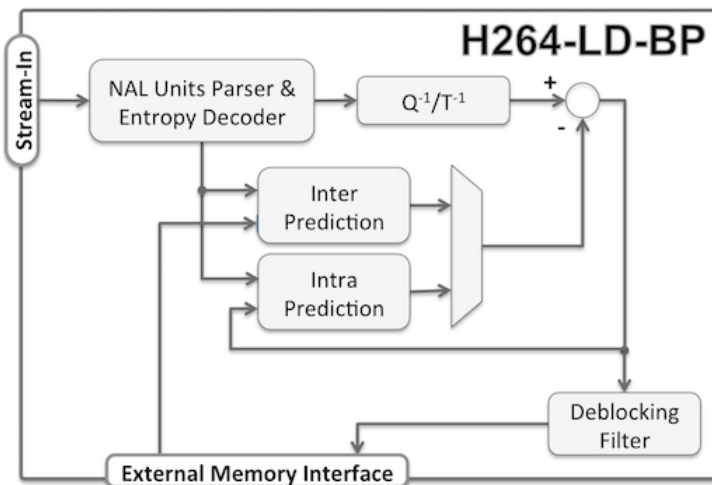 H264-LD-BP
Stream-In
NAL Units Parser &
Entropy Decoder
Q⁻¹/T⁻¹
+
-
Inter
Prediction
Intra
Prediction
Deblocking
Filter
External Memory Interface